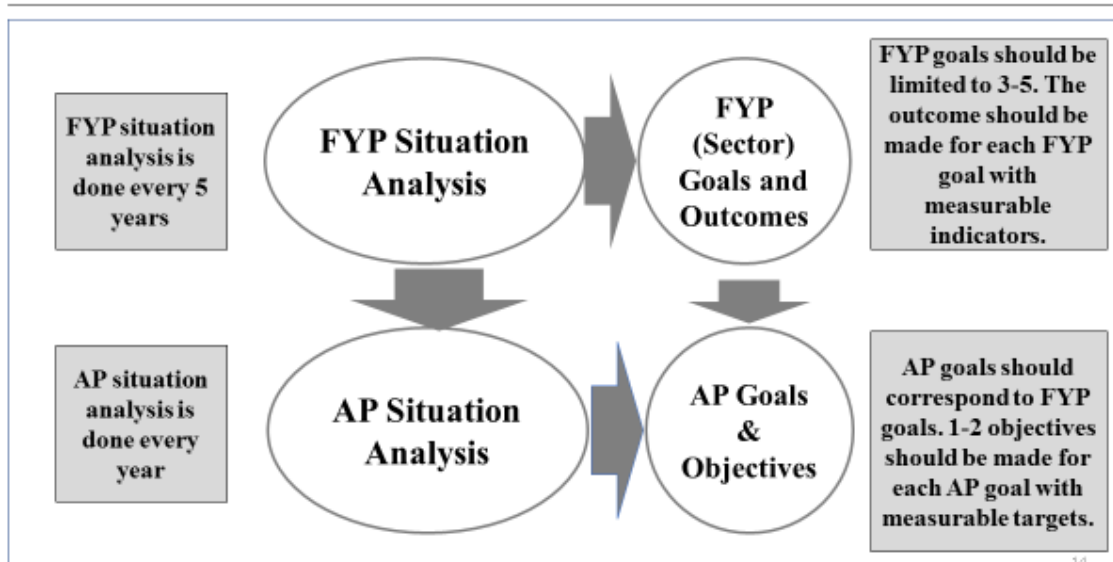 FYP situation
analysis is
done every 5
years
FYP Situation
Analysis
FYP
(Sector)
Goals and
Outcomes
FYP goals should be
limited to 3-5. The
outcome should be
made for each FYP
goal with
measurable
indicators.
AP situation
analysis is
done every
year
AP Situation
Analysis
AP Goals
&
Objectives
AP goals should
correspond to FYP
goals. 1-2 objectives
should be made for
each AP goal with
measurable targets.
14